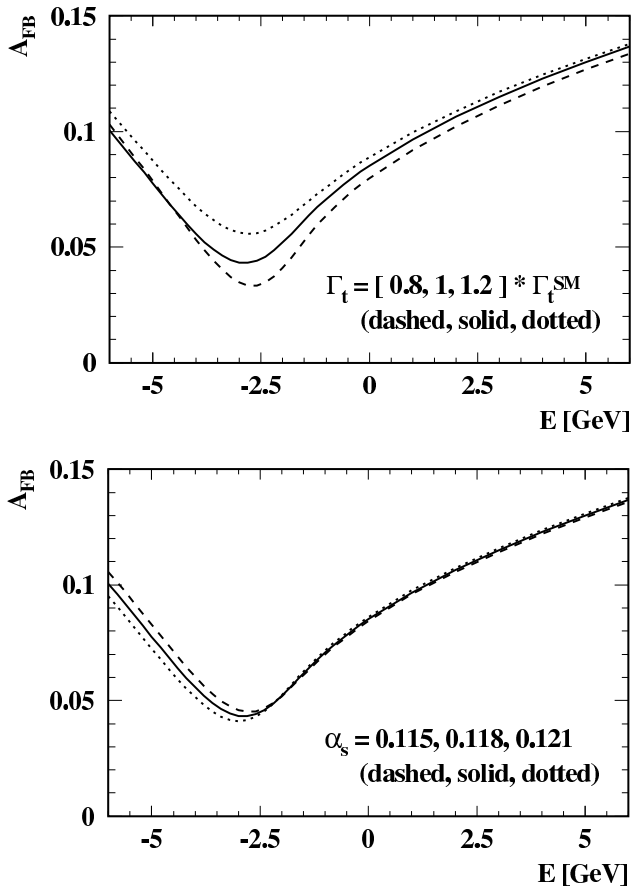 0.15
A_FB
0.1
0.05
0
Γ_t = [ 0.8, 1, 1.2 ] * Γ_t^SM
(dashed, solid, dotted)
-5 -2.5 0 2.5 5
E [GeV]
0.15
A_FB
0.1
0.05
0
α_s = 0.115, 0.118, 0.121
(dashed, solid, dotted)
-5 -2.5 0 2.5 5
E [GeV]